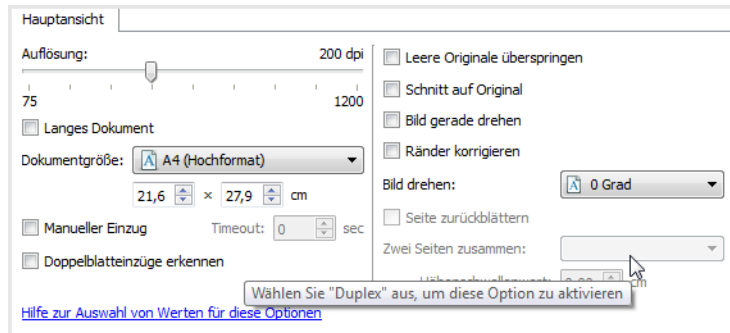 Hauptansicht
Auflösung: 200 dpi
75 1200
Langes Dokument
Dokumentgröße: A4 (Hochformat)
21,6 × 27,9 cm
Manueller Einzug Timeout: 0 sec
Doppelblatteinzüge erkennen
Hilfe zur Auswahl von Werten für diese Optionen
Leere Originale überspringen
Schnitt auf Original
Bild gerade drehen
Ränder korrigieren
Bild drehen: 0 Grad
Seite zurückblättern
Zwei Seiten zusammen:
cm
Wählen Sie "Duplex" aus, um diese Option zu aktivieren